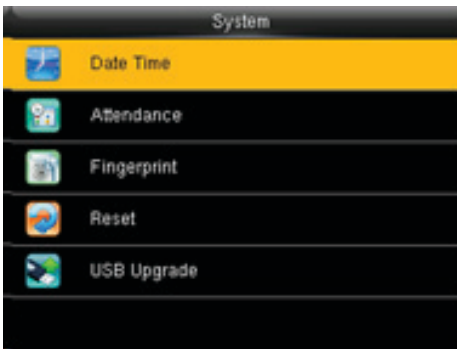 System
Date Time
Attendance
Fingerprint
Reset
USB Upgrade